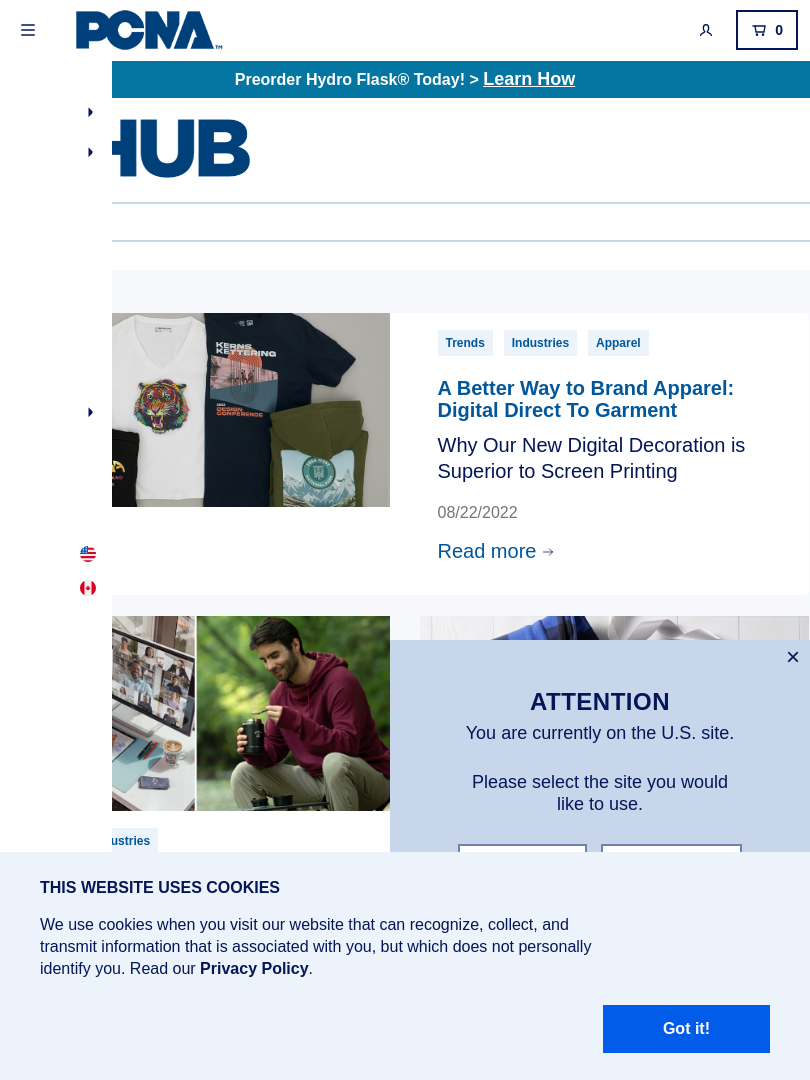 PCNA™
0
Preorder Hydro Flask® Today! > Learn How
HUB
Trends
Industries
Apparel
A Better Way to Brand Apparel:
Digital Direct To Garment
Why Our New Digital Decoration is
Superior to Screen Printing
08/22/2022
Read more
KERNS
KETTERING
DESIGN
CONFERENCE
ustries
ATTENTION
You are currently on the U.S. site.
Please select the site you would
like to use.
THIS WEBSITE USES COOKIES
We use cookies when you visit our website that can recognize, collect, and
transmit information that is associated with you, but which does not personally
identify you. Read our Privacy Policy.
Got it!